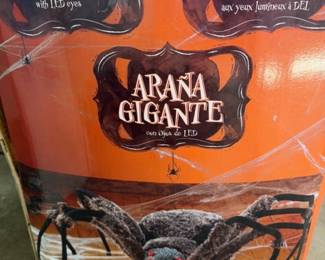 with LED eyes
aux yeux lumineux à DEL
ARAÑA
GIGANTE
con Ojos de LED